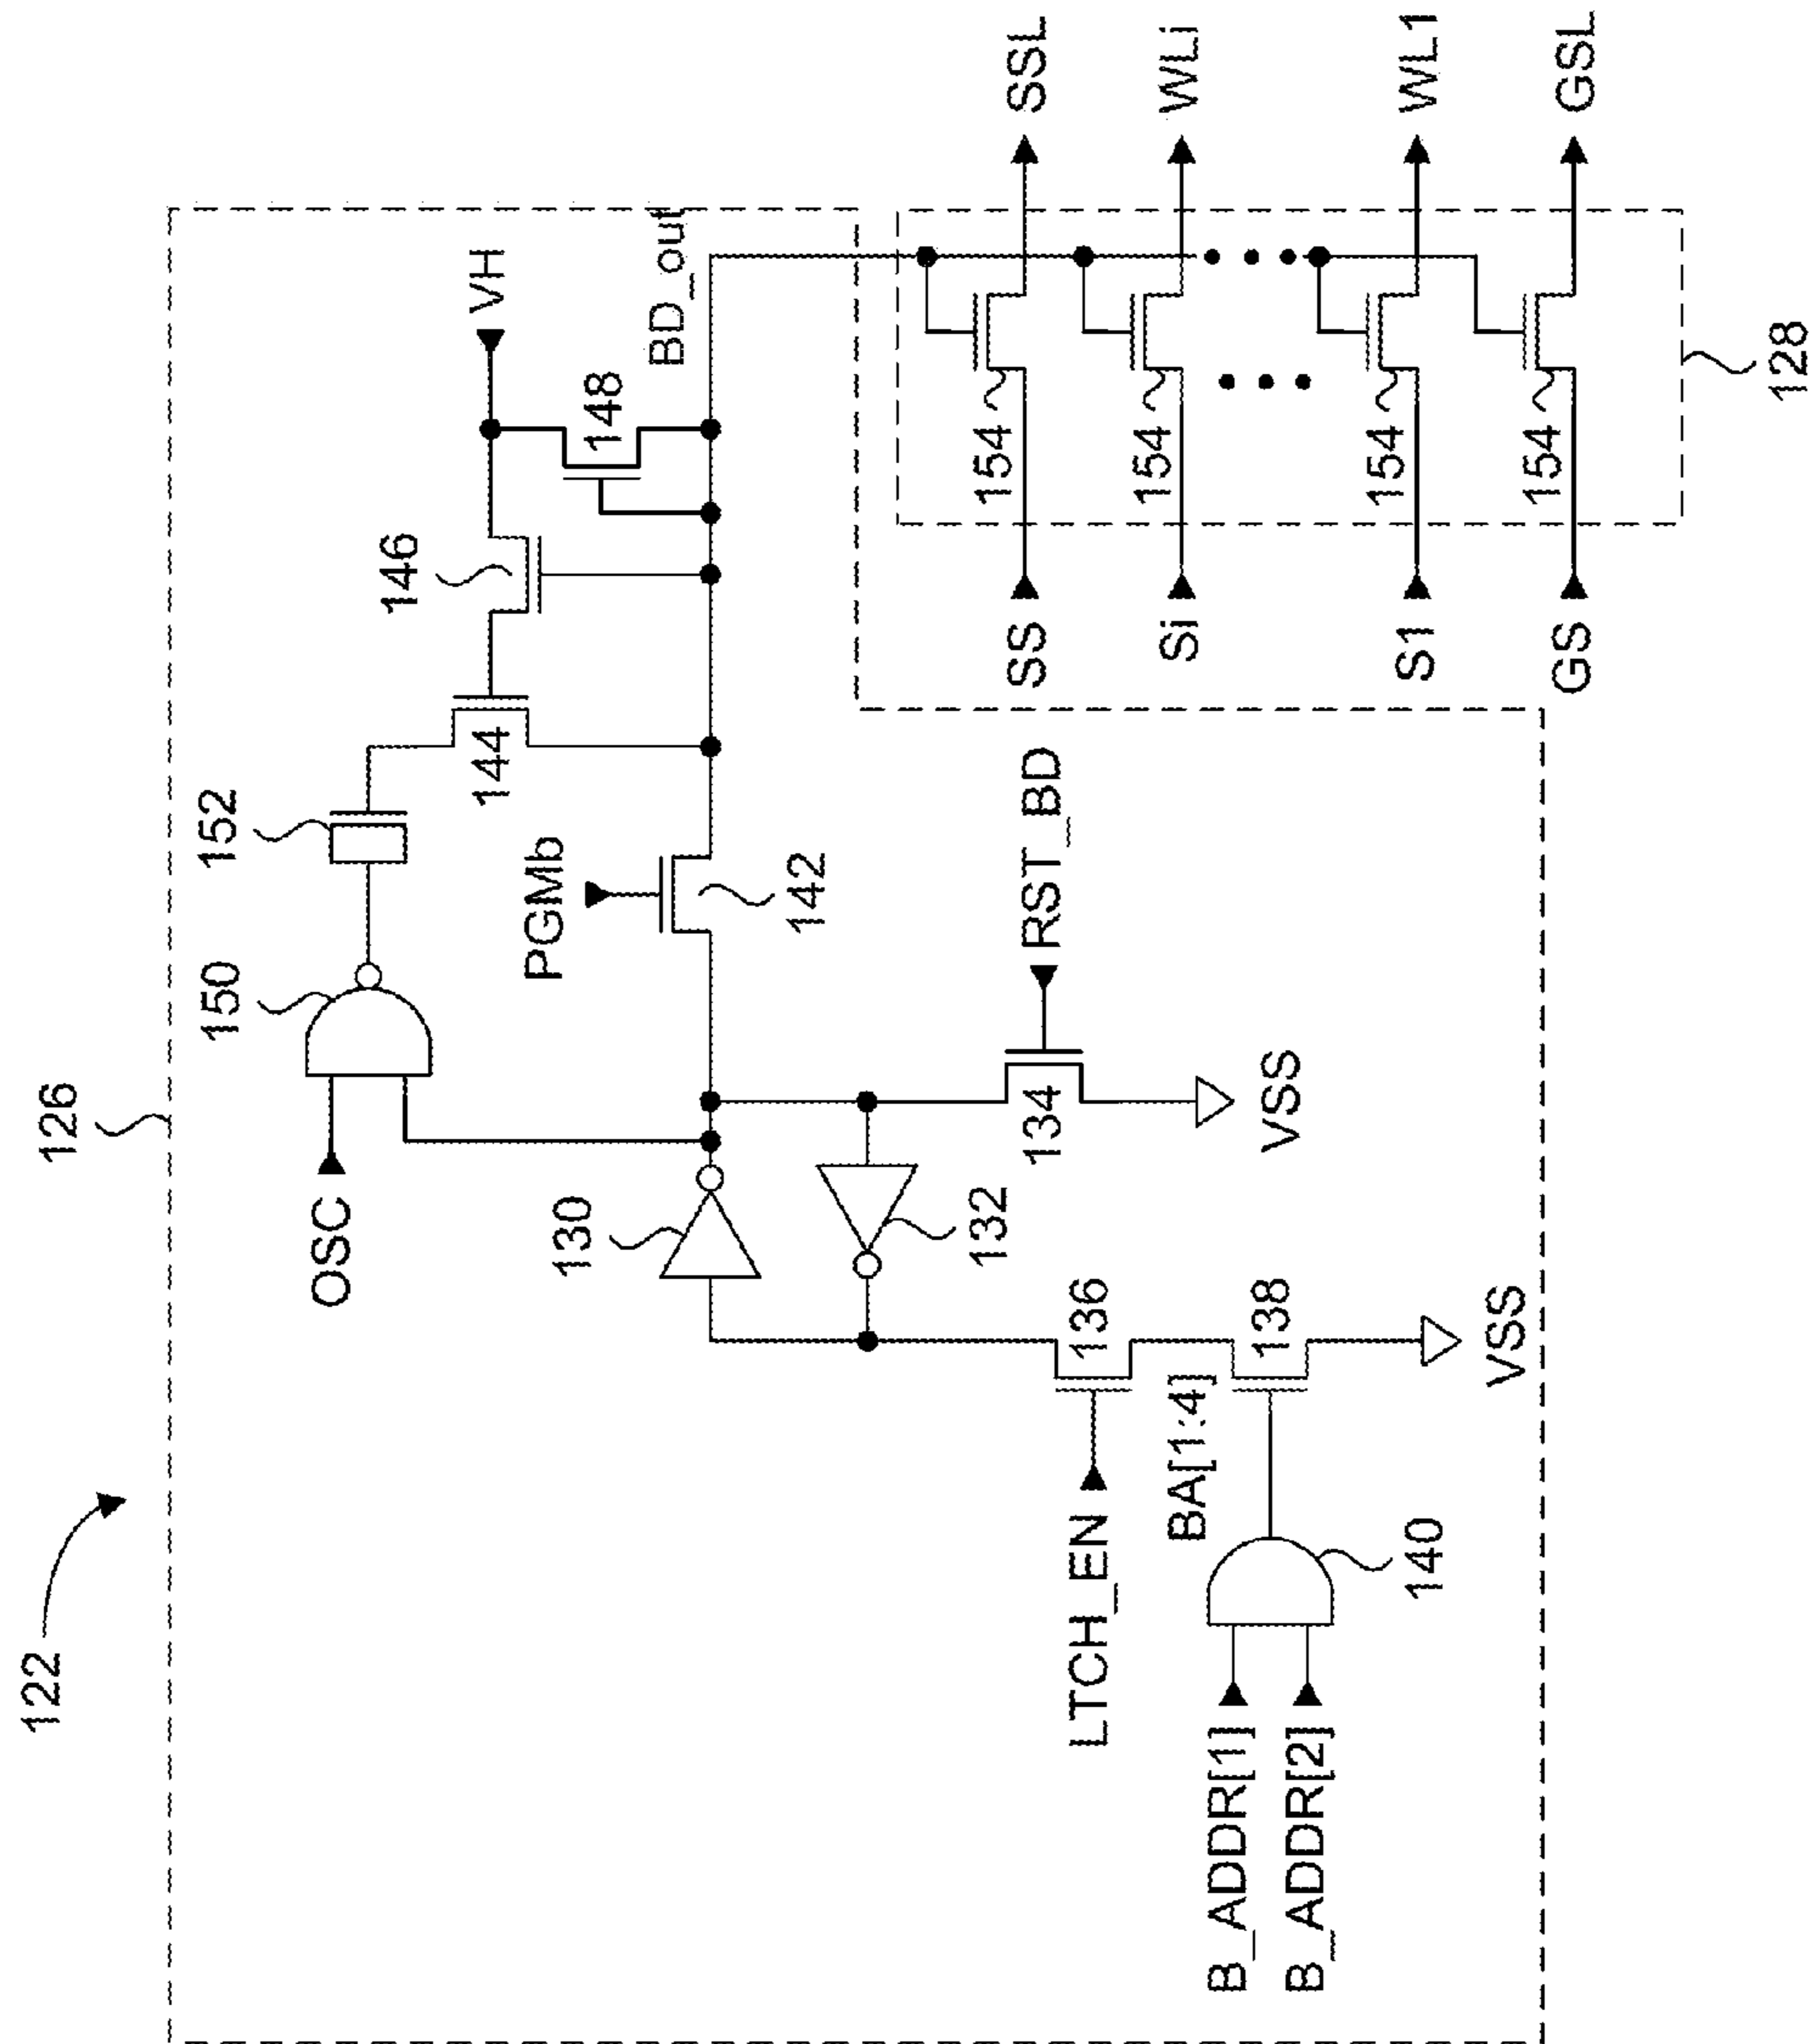 122
126
OSC
150
152
VH
146
144
148
BD_out
PGMb
142
130
132
134
RST_BD
VSS
LTCH_EN
136
BA[1:4]
138
B_ADDR[1]
B_ADDR[2]
140
VSS
SS
154
SSL
Si
154
WLi
S1
154
WL1
GS
154
GSL
128